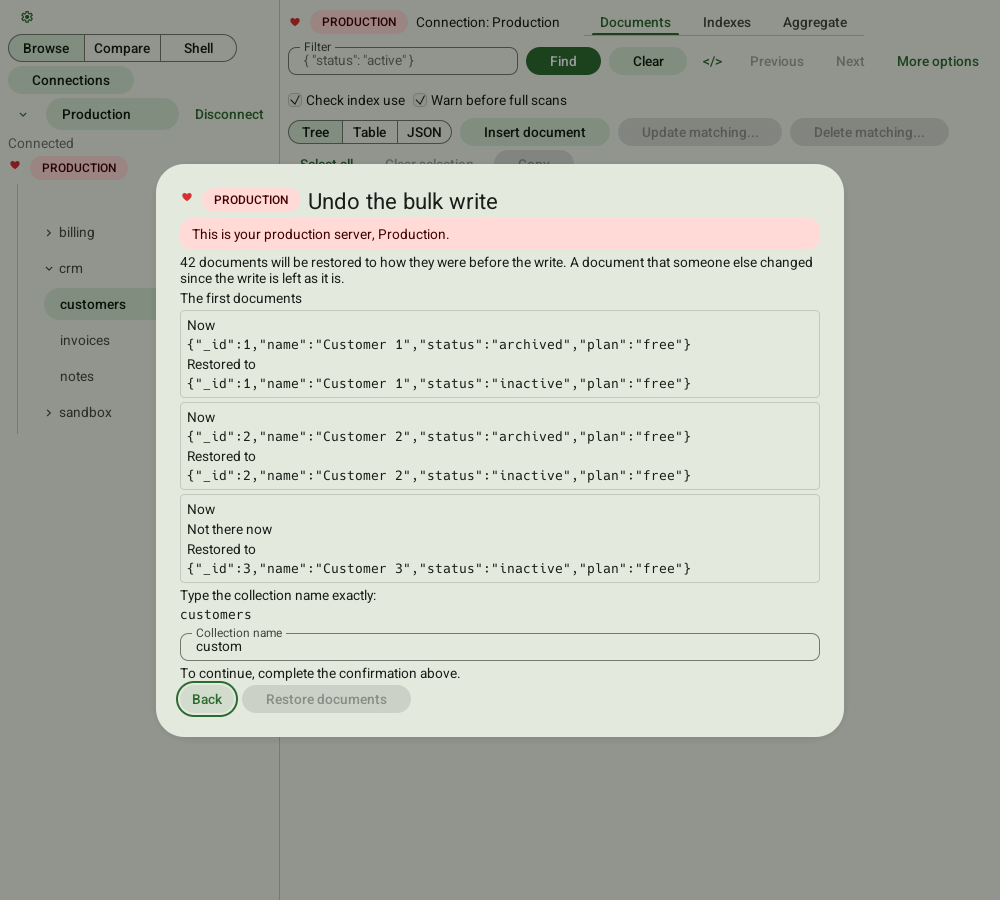 Browse
Compare
Shell
Connections
Production
Disconnect
Connected
PRODUCTION
billing
crm
customers
invoices
notes
sandbox
PRODUCTION
Connection: Production
Documents
Indexes
Aggregate
Filter
{ "status": "active" }
Find
Clear
</>
Previous
Next
More options
Check index use
Warn before full scans
Tree
Table
JSON
Insert document
Update matching...
Delete matching...
Select all
Clear selection
Copy
PRODUCTION
Undo the bulk write
This is your production server, Production.
42 documents will be restored to how they were before the write. A document that someone else changed
since the write is left as it is.
The first documents
Now
{"_id":1,"name":"Customer 1","status":"archived","plan":"free"}
Restored to
{"_id":1,"name":"Customer 1","status":"inactive","plan":"free"}
Now
{"_id":2,"name":"Customer 2","status":"archived","plan":"free"}
Restored to
{"_id":2,"name":"Customer 2","status":"inactive","plan":"free"}
Now
Not there now
Restored to
{"_id":3,"name":"Customer 3","status":"inactive","plan":"free"}
Type the collection name exactly:
customers
Collection name
custom
To continue, complete the confirmation above.
Back
Restore documents